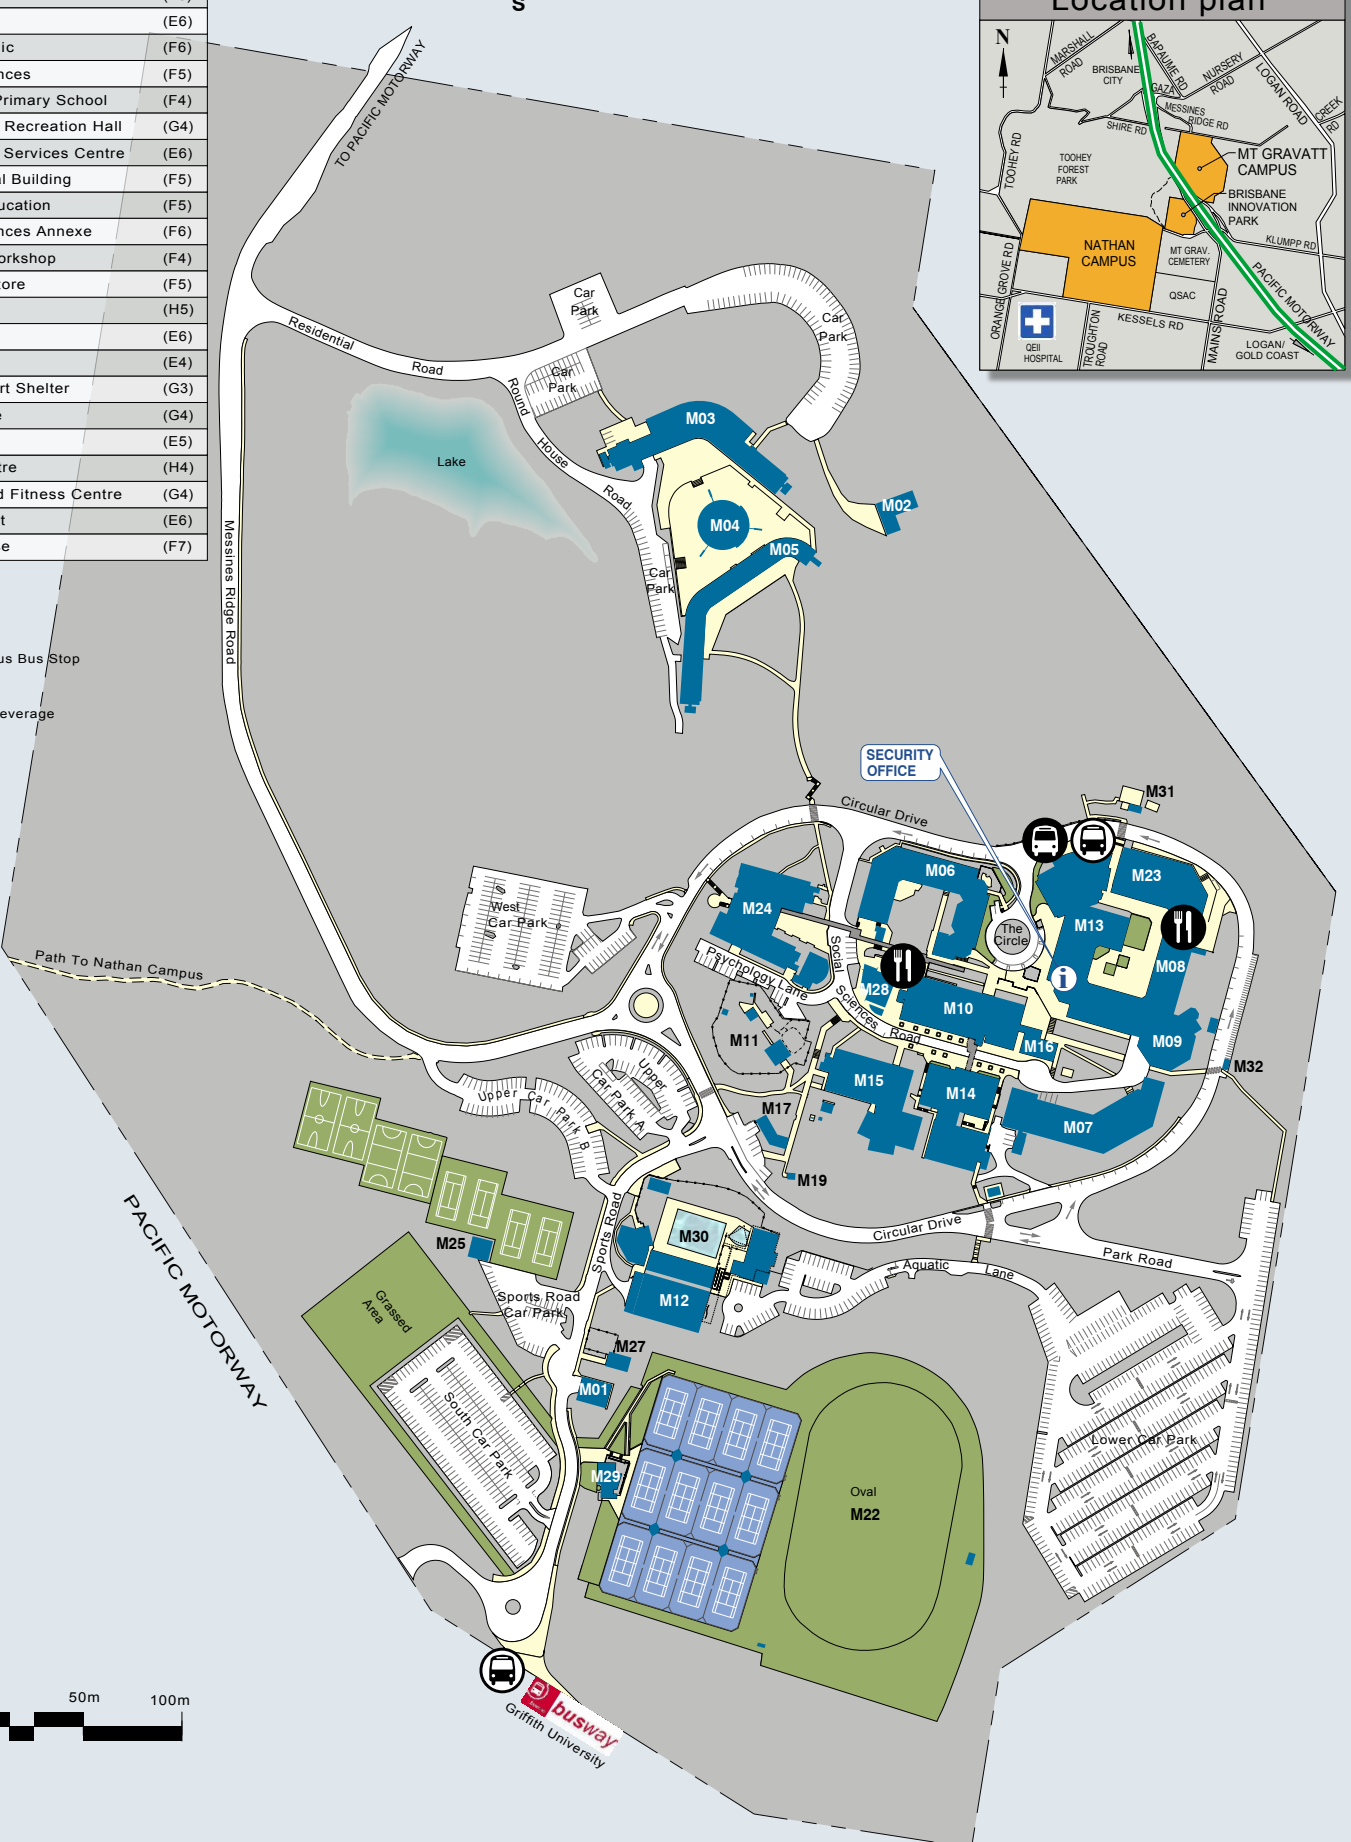 S
(E6)
ic (F6)
nces (F5)
Primary School (F4)
Recreation Hall (G4)
Services Centre (E6)
al Building (F5)
ucation (F5)
nces Annexe (F6)
orkshop (F4)
tore (F5)
(H5)
(E6)
(E4)
rt Shelter (G3)
e (G4)
(E5)
tre (H4)
d Fitness Centre (G4)
t (E6)
se (F7)
us Bus Stop
everage
Location plan
N
MARSHALL
ROAD
BRISBANE
CITY
BAPAUME RD
GAZA
NURSERY
ROAD
LOGAN ROAD
CREEK
RD
MESSINES
RIDGE RD
SHIRE RD
TOOHEY RD
TOOHEY
FOREST
PARK
MT GRAVATT
CAMPUS
BRISBANE
INNOVATION
PARK
NATHAN
CAMPUS
MT GRAV.
CEMETERY
KLUMPP RD
QSAC
ORANGE GROVE RD
KESSELS RD
PACIFIC MOTORWAY
MAINS ROAD
TROUGHTON
ROAD
QEII
HOSPITAL
LOGAN/
GOLD COAST
TO PACIFIC MOTORWAY
Residential
Road
Car
Park
Car
Park
Car
Park
Round
House
Road
Lake
M03
M02
M04
M05
Car
Park
Messines Ridge Road
SECURITY
OFFICE
Circular Drive
M31
M06
M23
M24
M13
The
Circle
M08
West
Car Park
Path To Nathan Campus
Psychology Lane
Social
Sciences
Road
M28
i
M10
M16
M09
M11
M32
M15
M14
M07
Upper
Car Park A
Upper Car Park B
M17
M19
Sports Road
M30
M25
Circular Drive
Park Road
Aquatic
Lane
PACIFIC MOTORWAY
Grassed
Area
Sports Road
Car Park
M12
M27
M01
South Car Park
M29
Lower Car Park
Oval
M22
50m 100m
busway
Griffith University